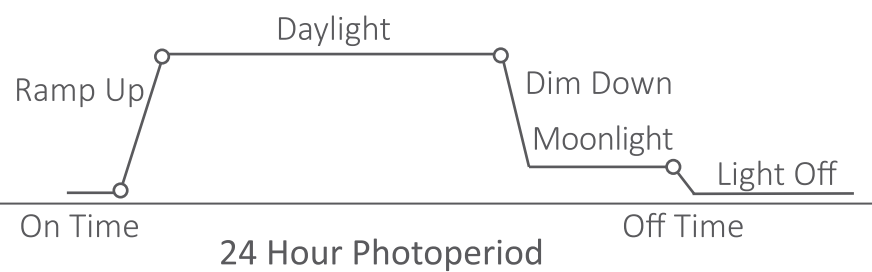 Daylight
Ramp Up
Dim Down
Moonlight
Light Off
On Time
Off Time
24 Hour Photoperiod